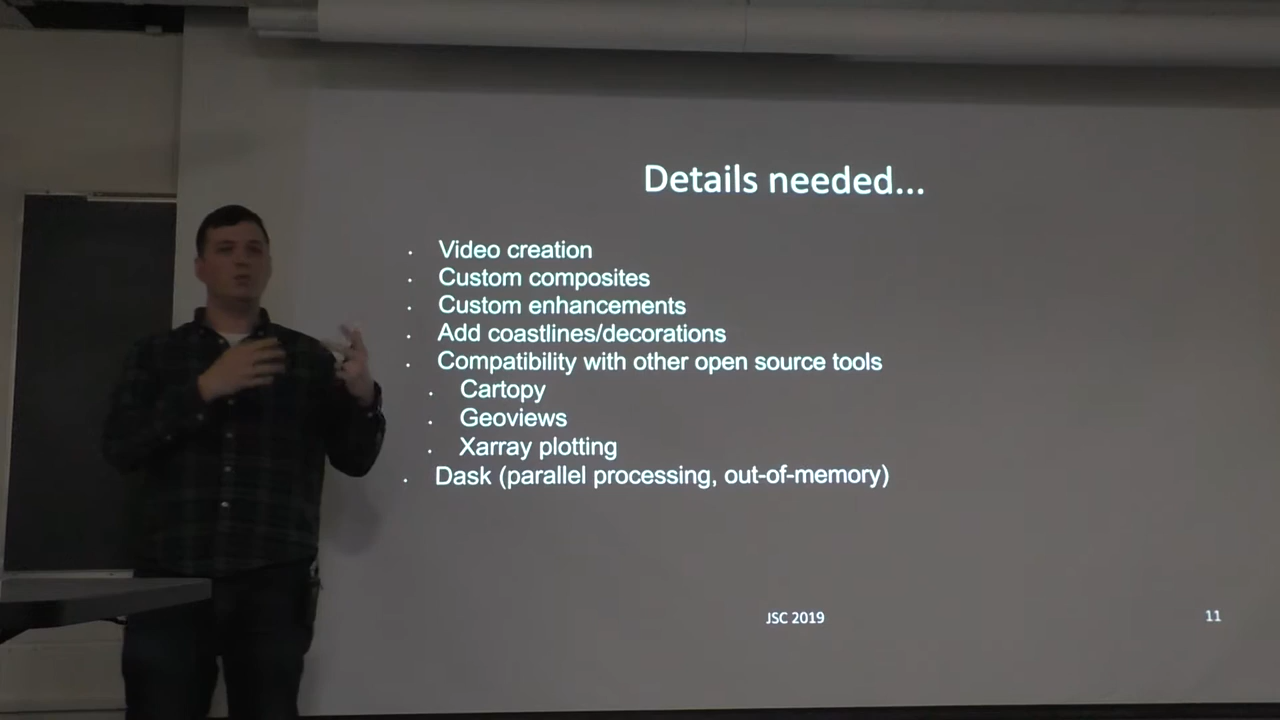 Details needed...
· Video creation
· Custom composites
· Custom enhancements
· Add coastlines/decorations
· Compatibility with other open source tools
· Cartopy
· Geoviews
· Xarray plotting
· Dask (parallel processing, out-of-memory)
JSC 2019
11